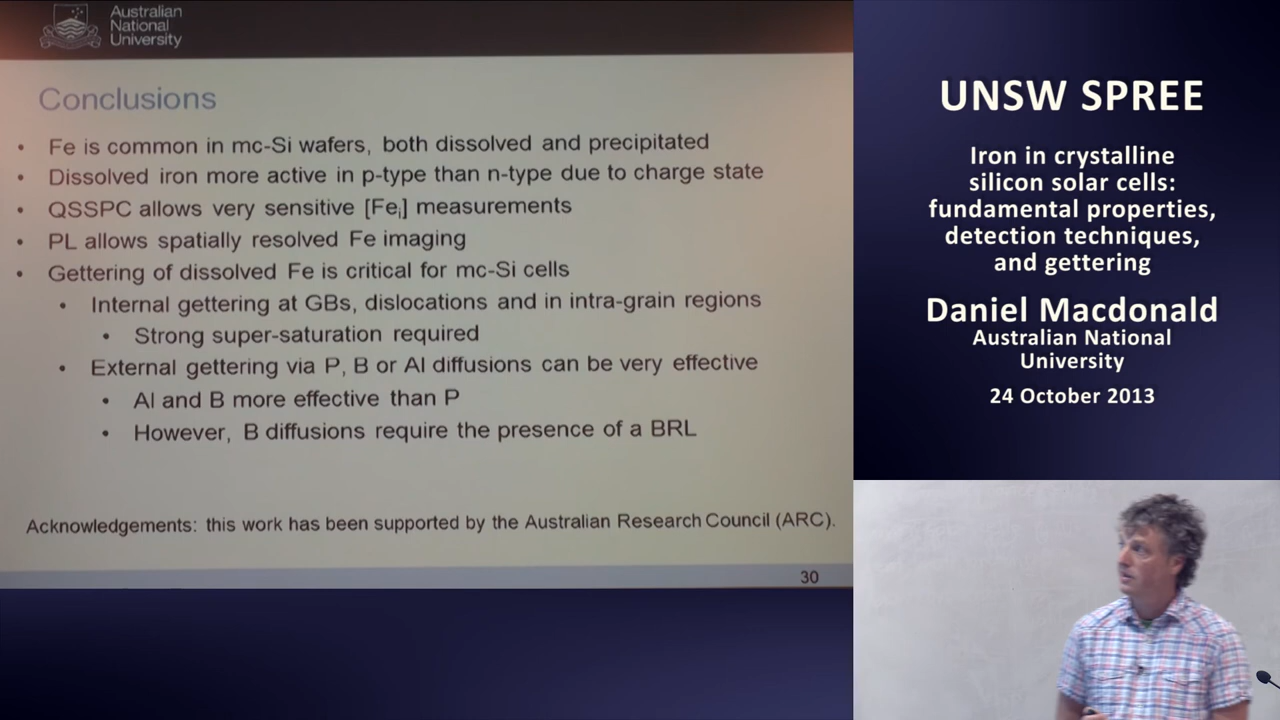 Australian
National
University
Conclusions
• Fe is common in mc-Si wafers, both dissolved and precipitated
• Dissolved iron more active in p-type than n-type due to charge state
• QSSPC allows very sensitive [Feᵢ] measurements
• PL allows spatially resolved Fe imaging
• Gettering of dissolved Fe is critical for mc-Si cells
• Internal gettering at GBs, dislocations and in intra-grain regions
• Strong super-saturation required
• External gettering via P, B or Al diffusions can be very effective
• Al and B more effective than P
• However, B diffusions require the presence of a BRL
Acknowledgements: this work has been supported by the Australian Research Council (ARC).
30
UNSW SPREE
Iron in crystalline
silicon solar cells:
fundamental properties,
detection techniques,
and gettering
Daniel Macdonald
Australian National
University
24 October 2013